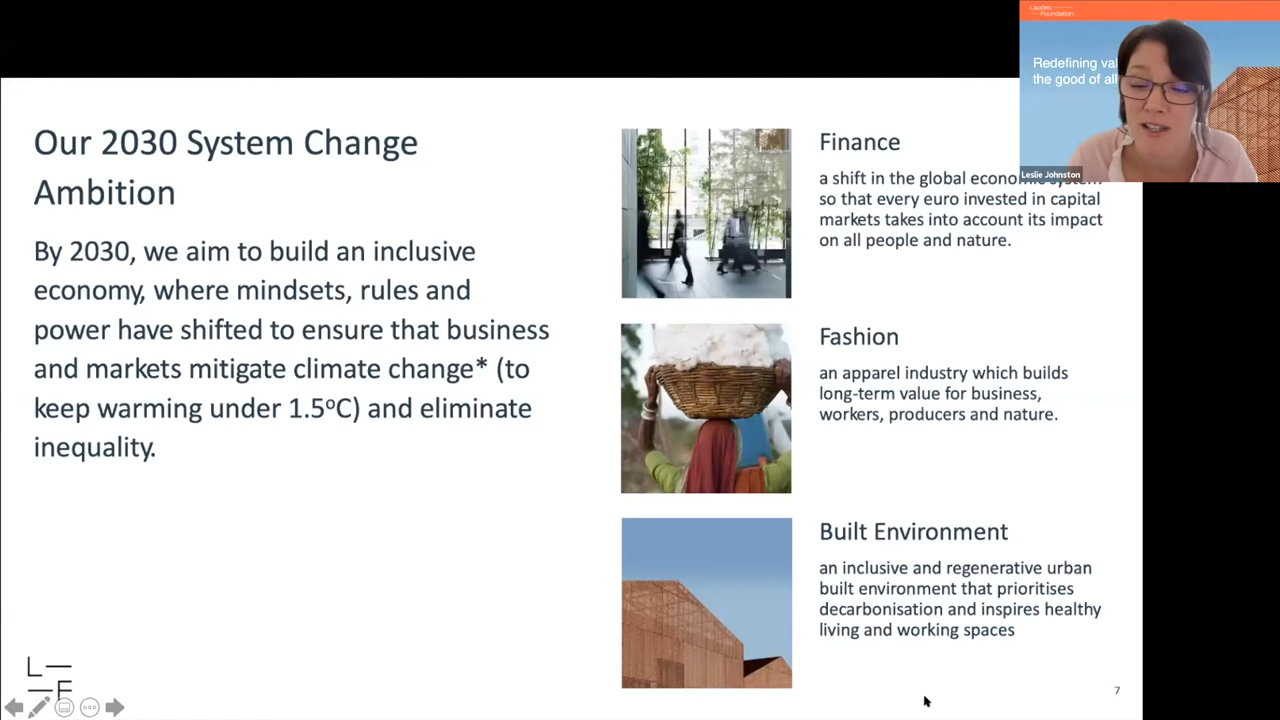 Laudes
Foundation
Redefining
the good of all
Leslie Johnston
Our 2030 System Change
Ambition
By 2030, we aim to build an inclusive
economy, where mindsets, rules and
power have shifted to ensure that business
and markets mitigate climate change* (to
keep warming under 1.5ºC) and eliminate
inequality.
Finance
a shift in the global economic system
so that every euro invested in capital
markets takes into account its impact
on all people and nature.
Fashion
an apparel industry which builds
long-term value for business,
workers, producers and nature.
Built Environment
an inclusive and regenerative urban
built environment that prioritises
decarbonisation and inspires healthy
living and working spaces
L
F
7